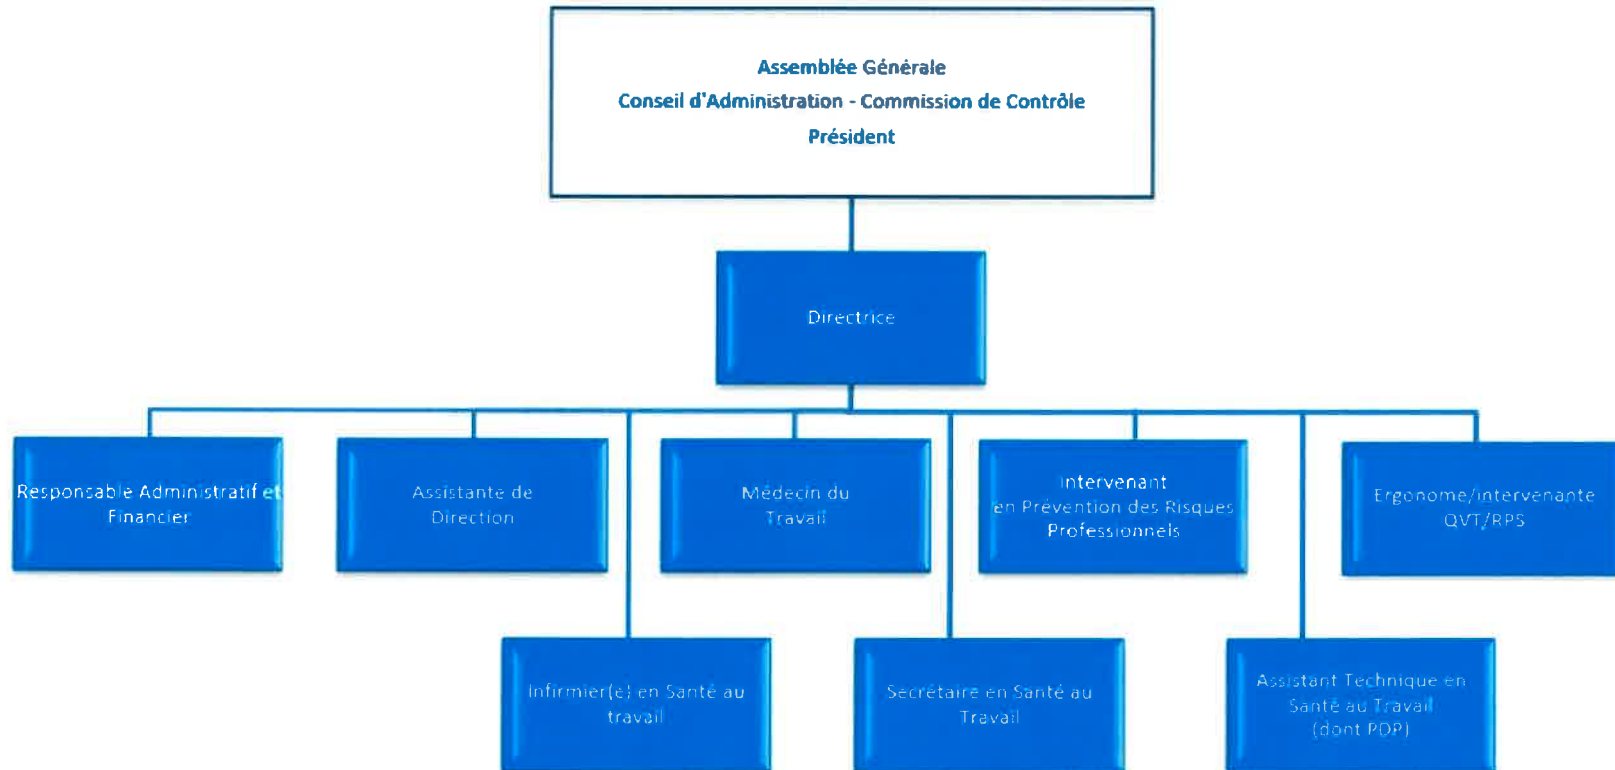 Assemblée Générale
Conseil d'Administration - Commission de Contrôle
Président
Directrice
Responsable Administratif et
Financier
Assistante de
Direction
Médecin du
Travail
Intervenant
en Prévention des Risques
Professionnels
Ergonome/intervenante
QVT/RPS
Infirmier(e) en Santé au
travail
Secrétaire en Santé au
Travail
Assistant Technique en
Santé au Travail
(dont PDP)